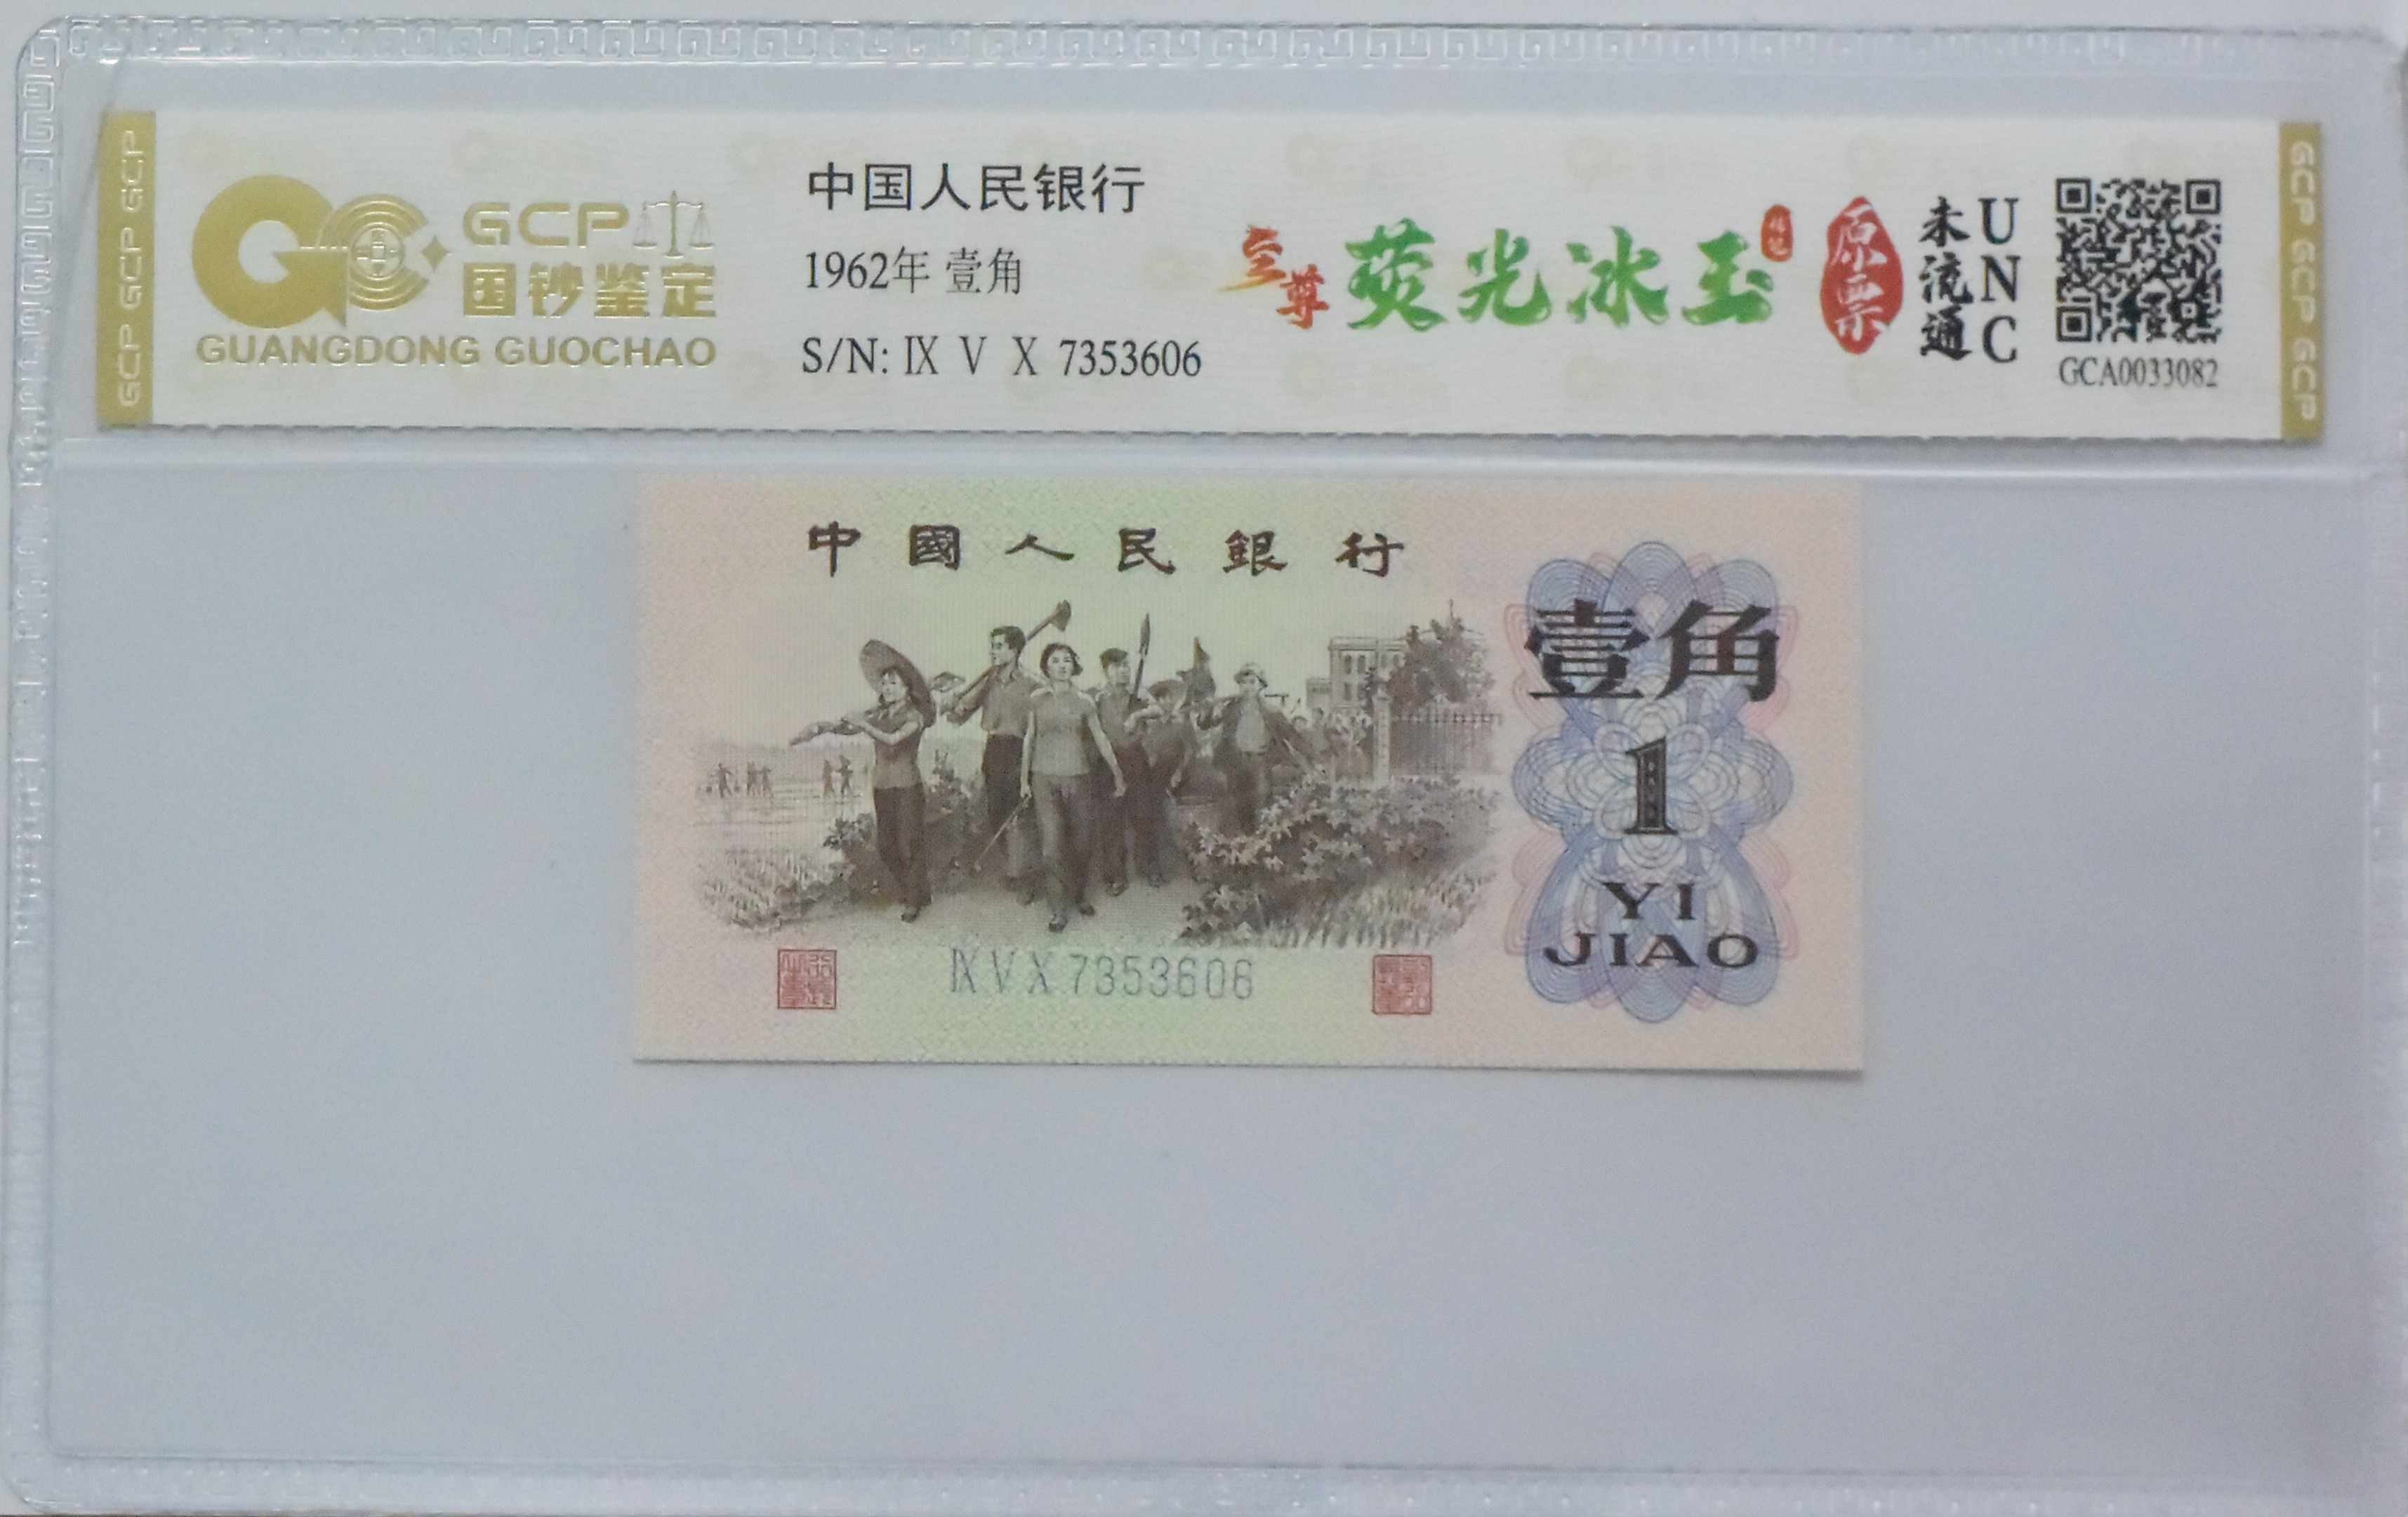 GCP GCP GCP
GCP
国钞鉴定
GUANGDONG GUOCHAO
中国人民银行
1962年 壹角
S/N: IX V X 7353606
至尊 荧光冰玉
原票
未流通
UNC
GCA0033082
GCP GCP GCP
中國人民銀行
壹角
1
YI
JIAO
IX V X 7353606